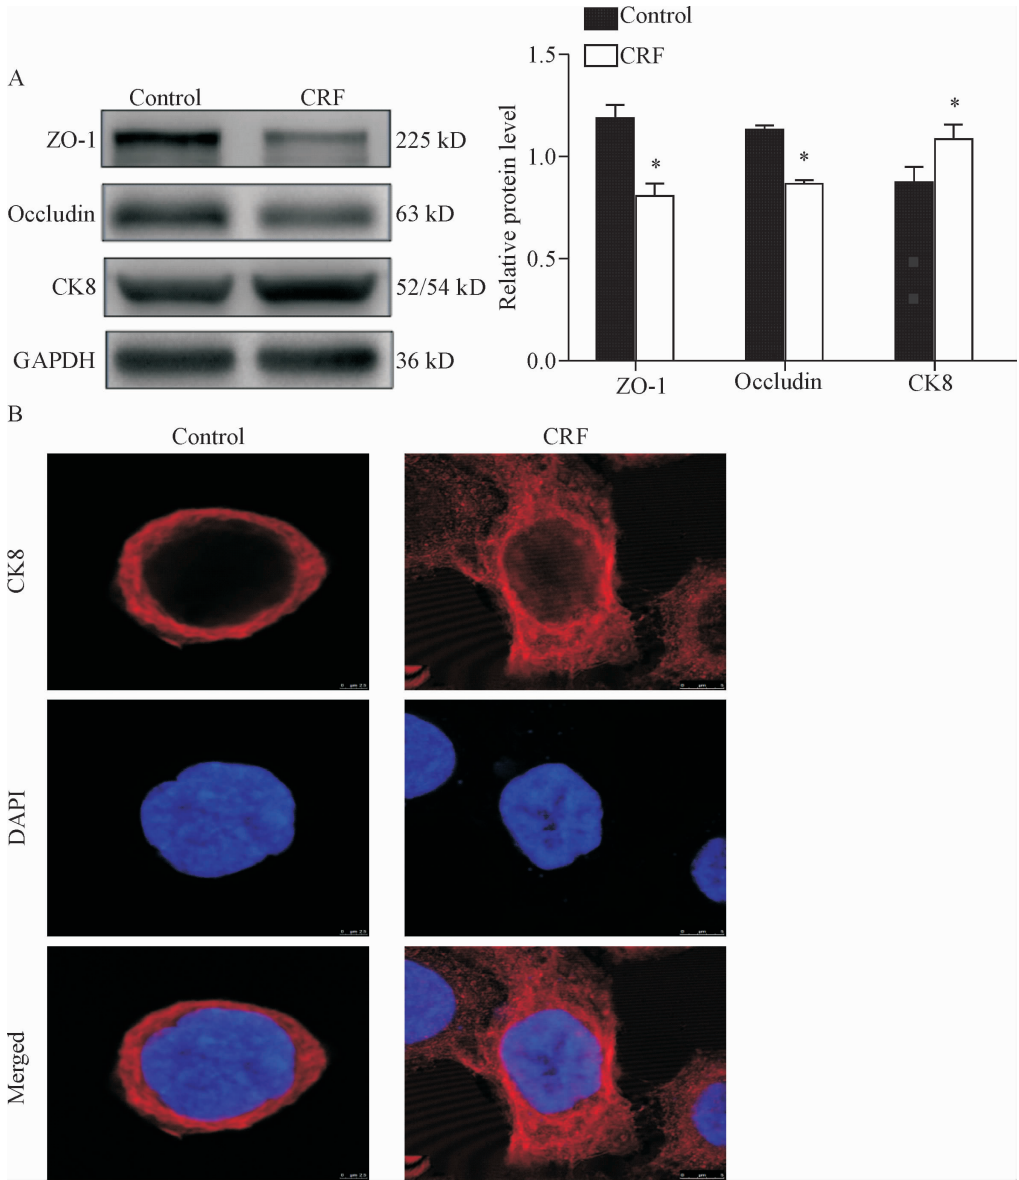 A
Control CRF
ZO-1 225 kD
Occludin 63 kD
CK8 52/54 kD
GAPDH 36 kD
Control
CRF
Relative protein level
1.5
1.0
0.5
0.0
*
*
*
ZO-1 Occludin CK8
B
Control CRF
CK8
DAPI
Merged